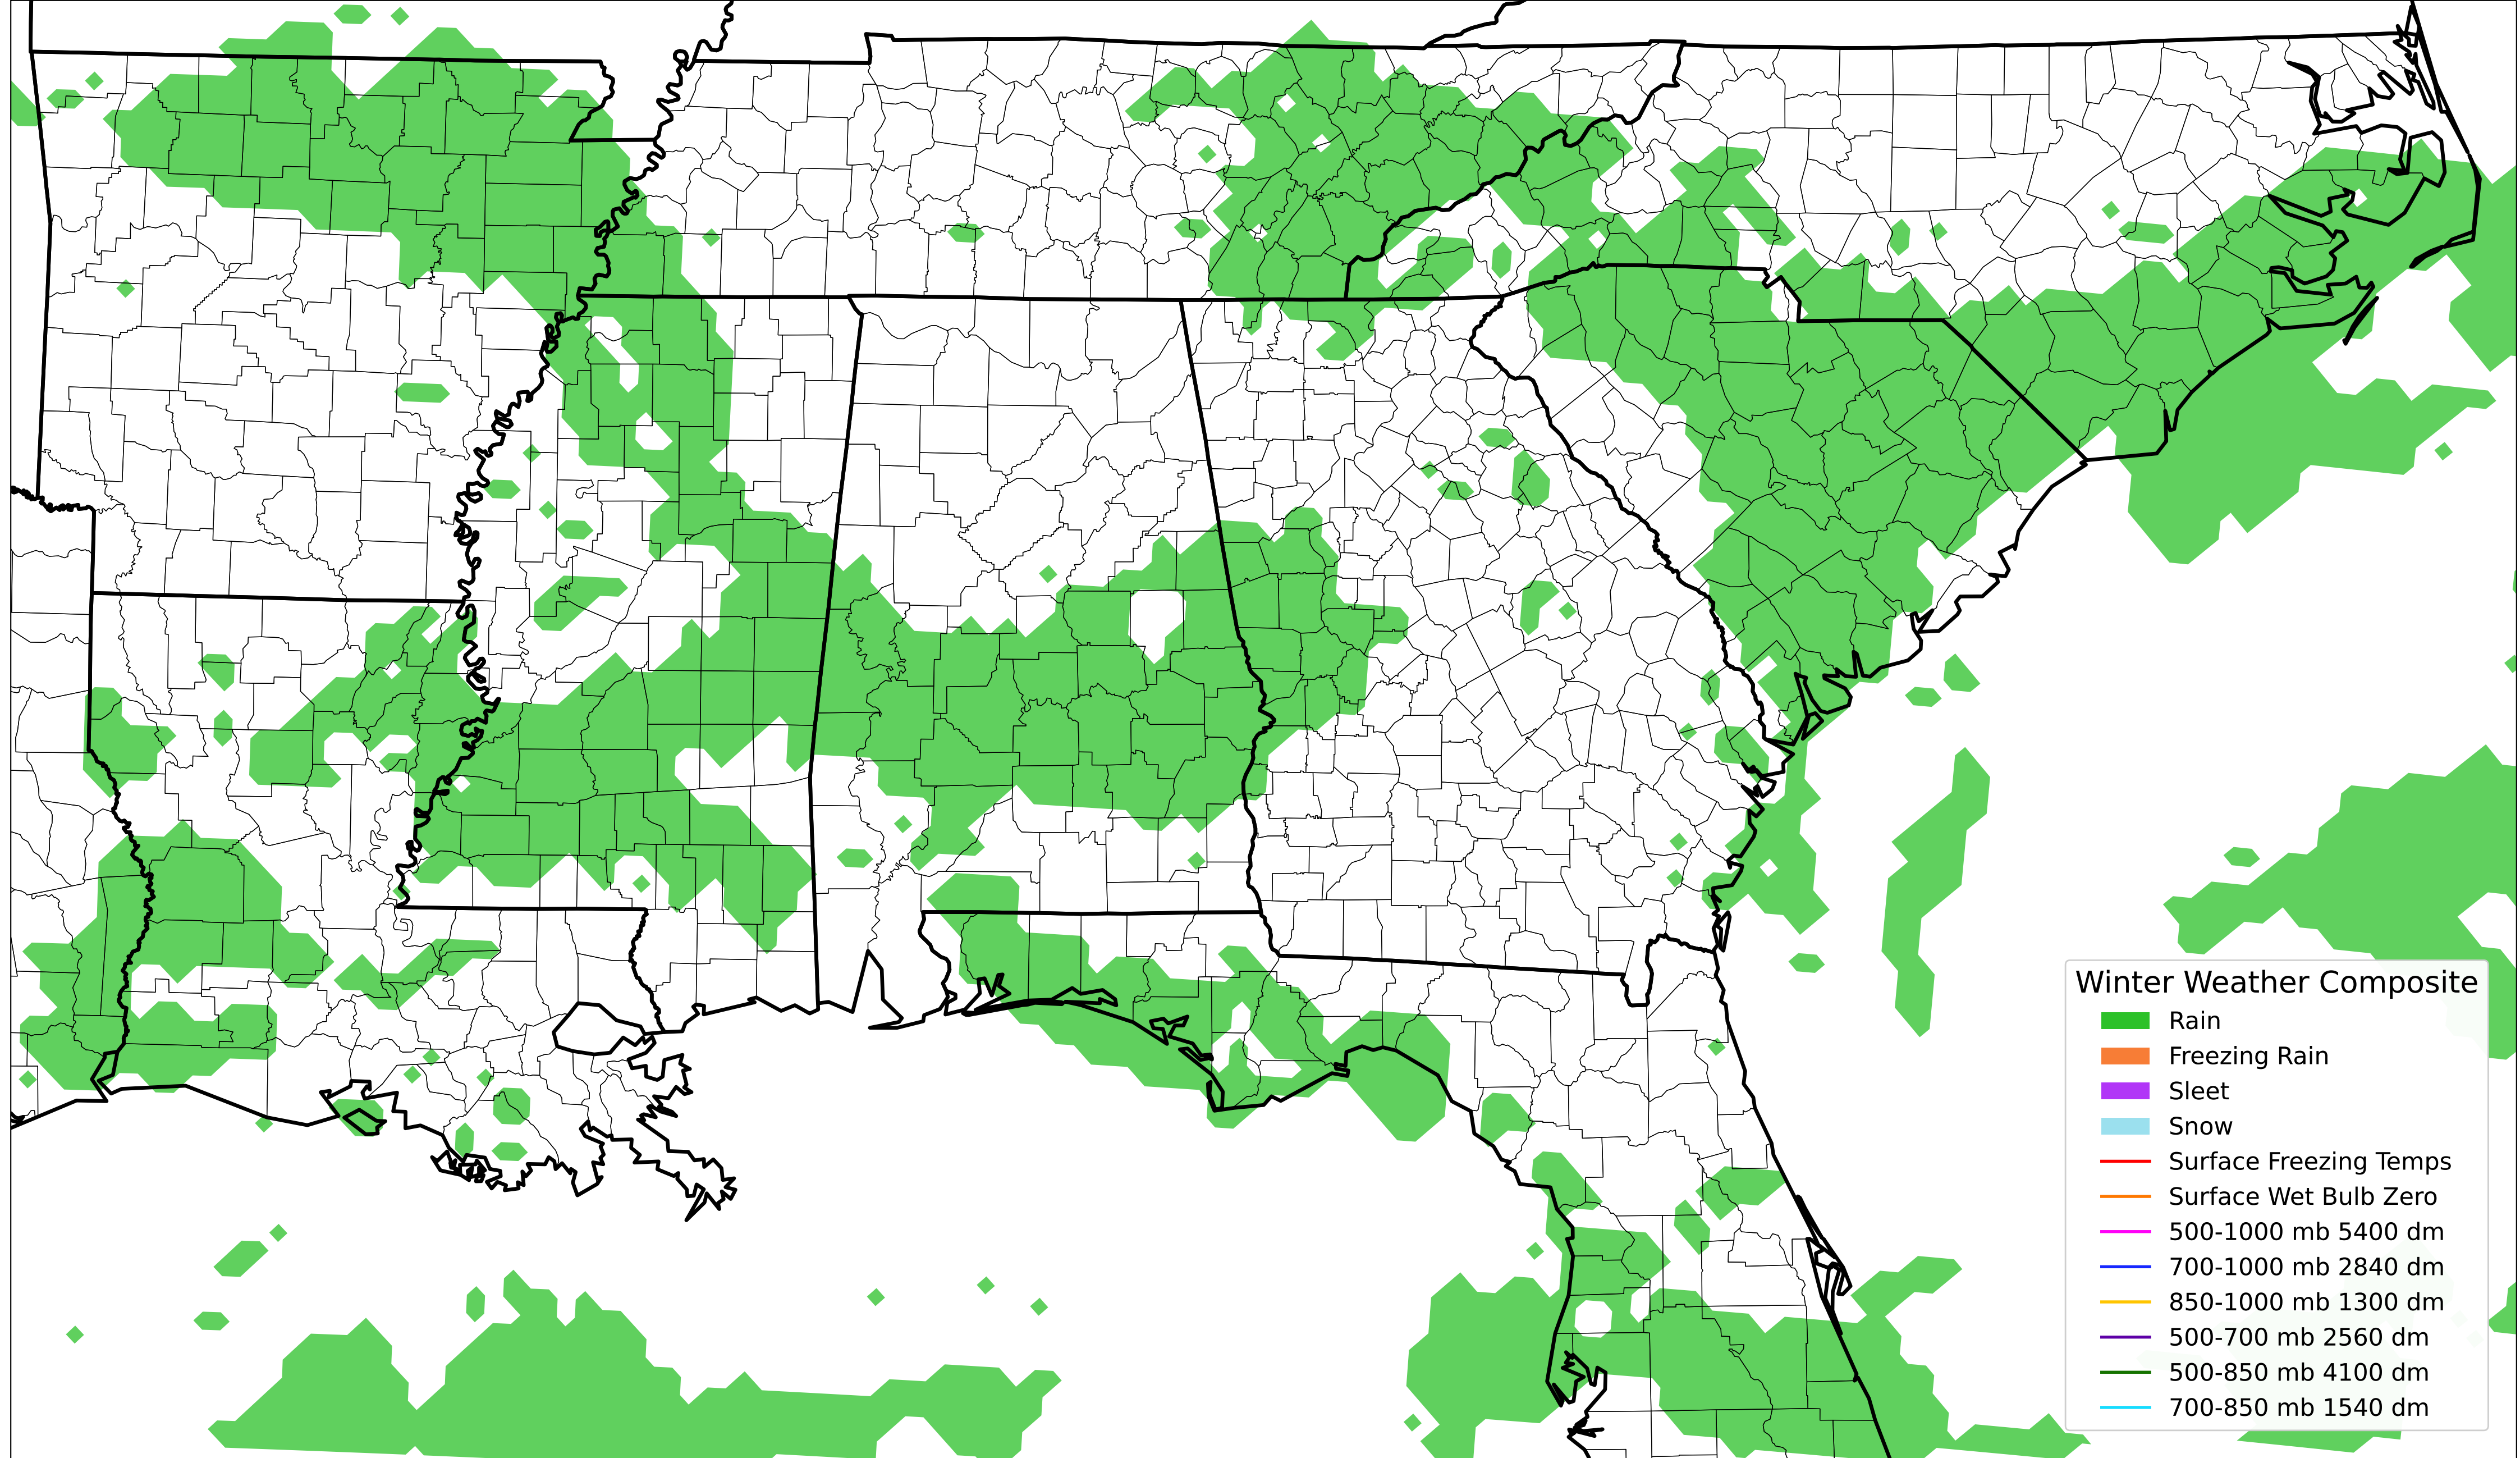 Winter Weather Composite
Rain
Freezing Rain
Sleet
Snow
Surface Freezing Temps
Surface Wet Bulb Zero
500-1000 mb 5400 dm
700-1000 mb 2840 dm
850-1000 mb 1300 dm
500-700 mb 2560 dm
500-850 mb 4100 dm
700-850 mb 1540 dm